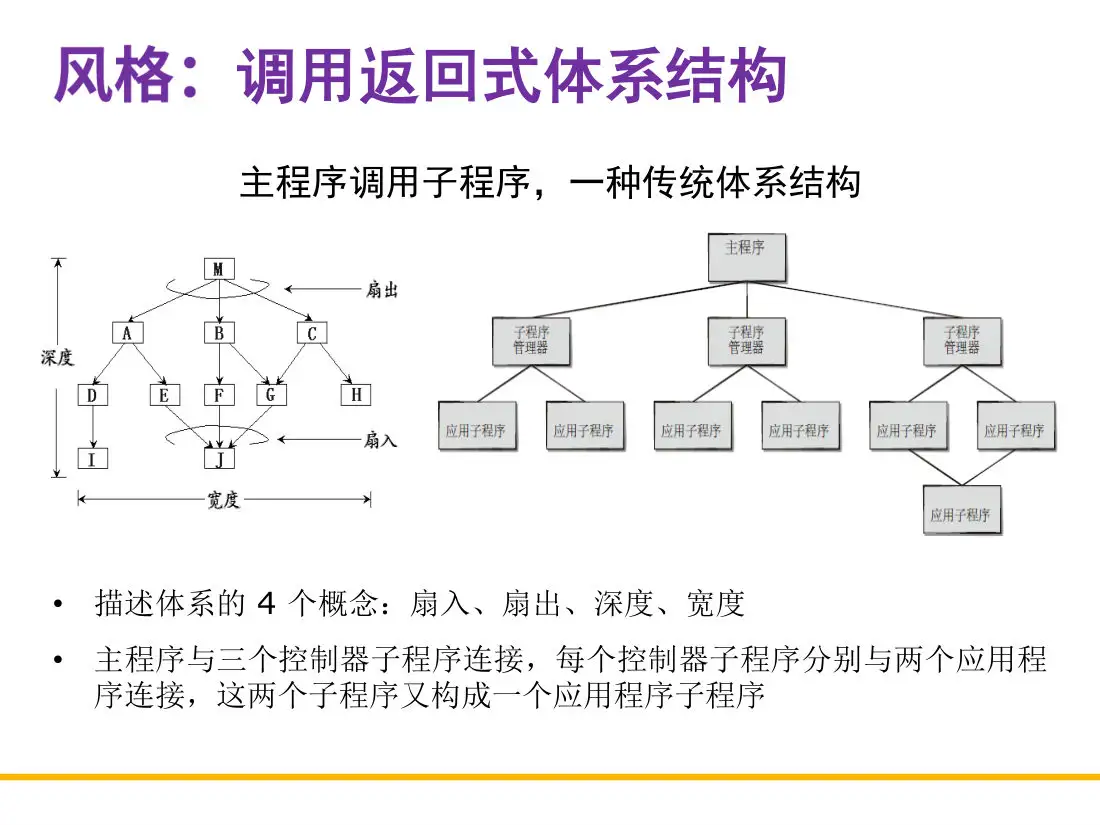 风格：调用返回式体系结构
主程序调用子程序，一种传统体系结构
M
扇出
A B C
深度
D E F G H
扇入
I J
宽度
主程序
子程序
管理器
子程序
管理器
子程序
管理器
应用子程序 应用子程序 应用子程序 应用子程序 应用子程序 应用子程序
应用子程序
• 描述体系的 4 个概念：扇入、扇出、深度、宽度
• 主程序与三个控制器子程序连接，每个控制器子程序分别与两个应用程
序连接，这两个子程序又构成一个应用程序子程序